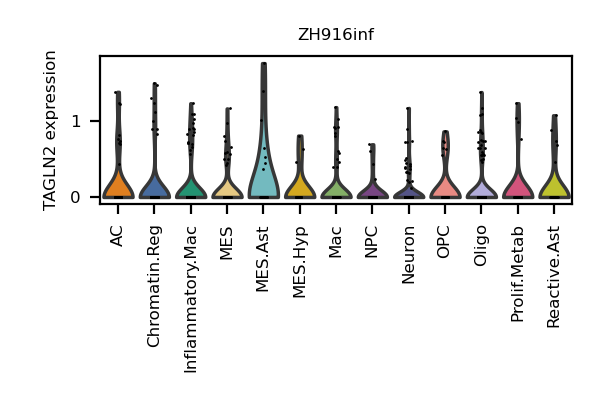 ZH916inf
TAGLN2 expression
1
0
AC
Chromatin.Reg
Inflammatory.Mac
MES
MES.Ast
MES.Hyp
Mac
NPC
Neuron
OPC
Oligo
Prolif.Metab
Reactive.Ast